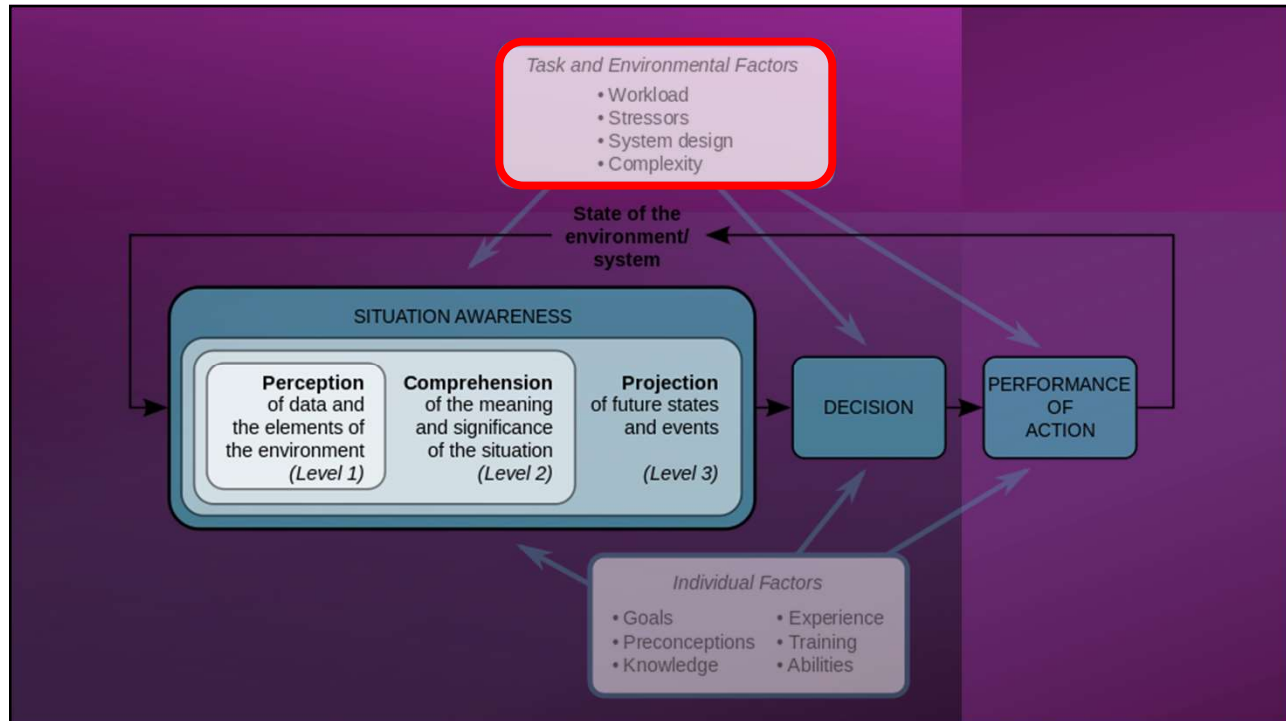 Task and Environmental Factors
• Workload
• Stressors
• System design
• Complexity
State of the
environment/
system
SITUATION AWARENESS
Perception
of data and
the elements of
the environment
(Level 1)
Comprehension
of the meaning
and significance
of the situation
(Level 2)
Projection
of future states
and events
(Level 3)
DECISION
PERFORMANCE
OF
ACTION
Individual Factors
• Goals
• Preconceptions
• Knowledge
• Experience
• Training
• Abilities